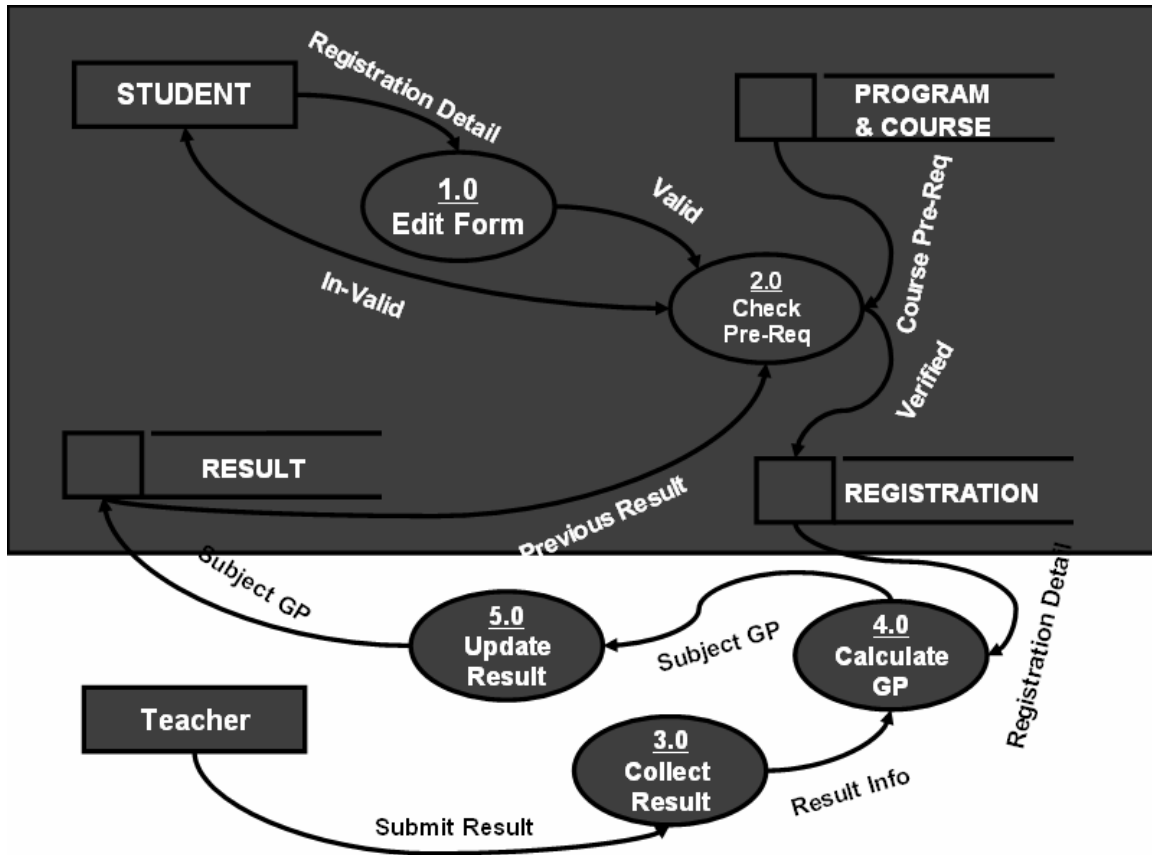 STUDENT
Registration Detail
PROGRAM
& COURSE
1.0
Edit Form
Valid
Course Pre-Req
In-Valid
2.0
Check
Pre-Req
Verified
RESULT
Previous Result
REGISTRATION
Subject GP
5.0
Update
Result
Subject GP
4.0
Calculate
GP
Registration Detail
Teacher
3.0
Collect
Result
Result Info
Submit Result